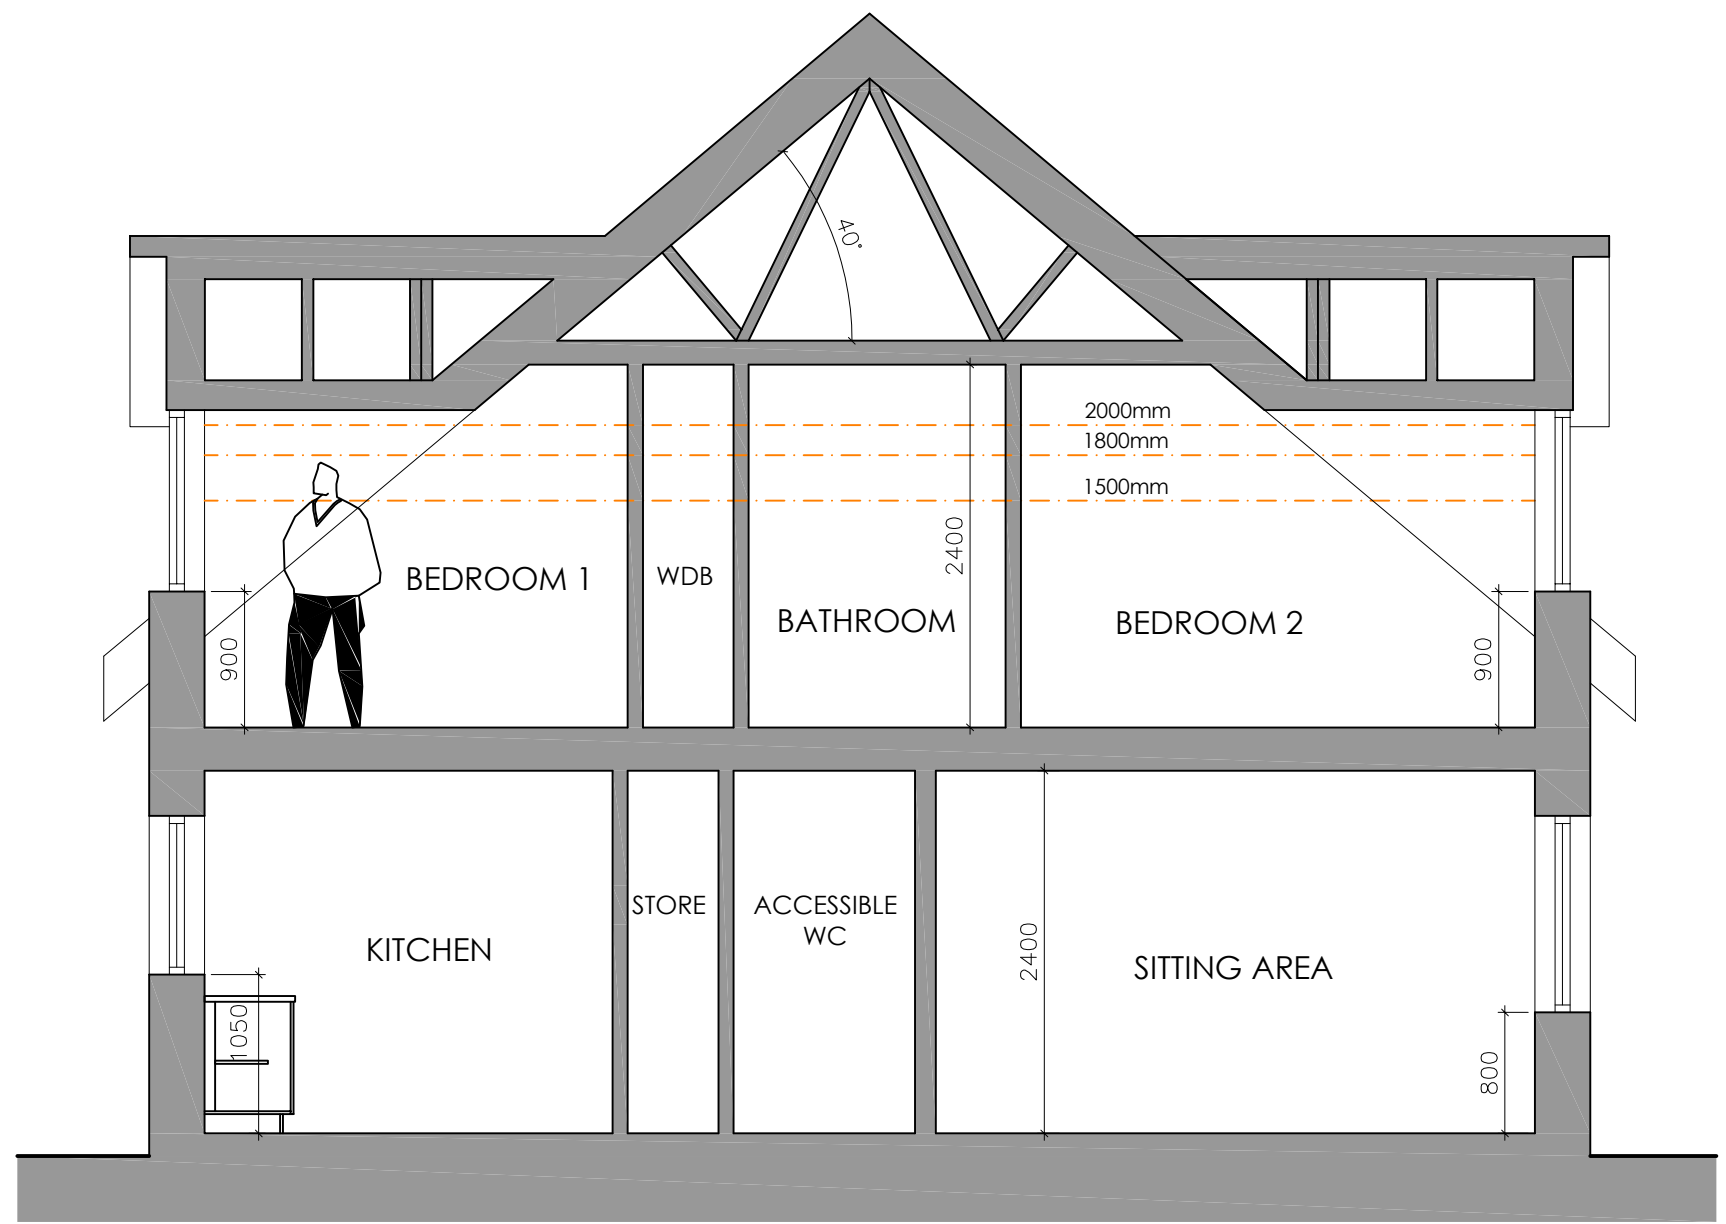 40°
2000mm
1800mm
1500mm
2400
BEDROOM 1
WDB
BATHROOM
BEDROOM 2
900
900
STORE
ACCESSIBLE
WC
KITCHEN
2400
SITTING AREA
1050
800